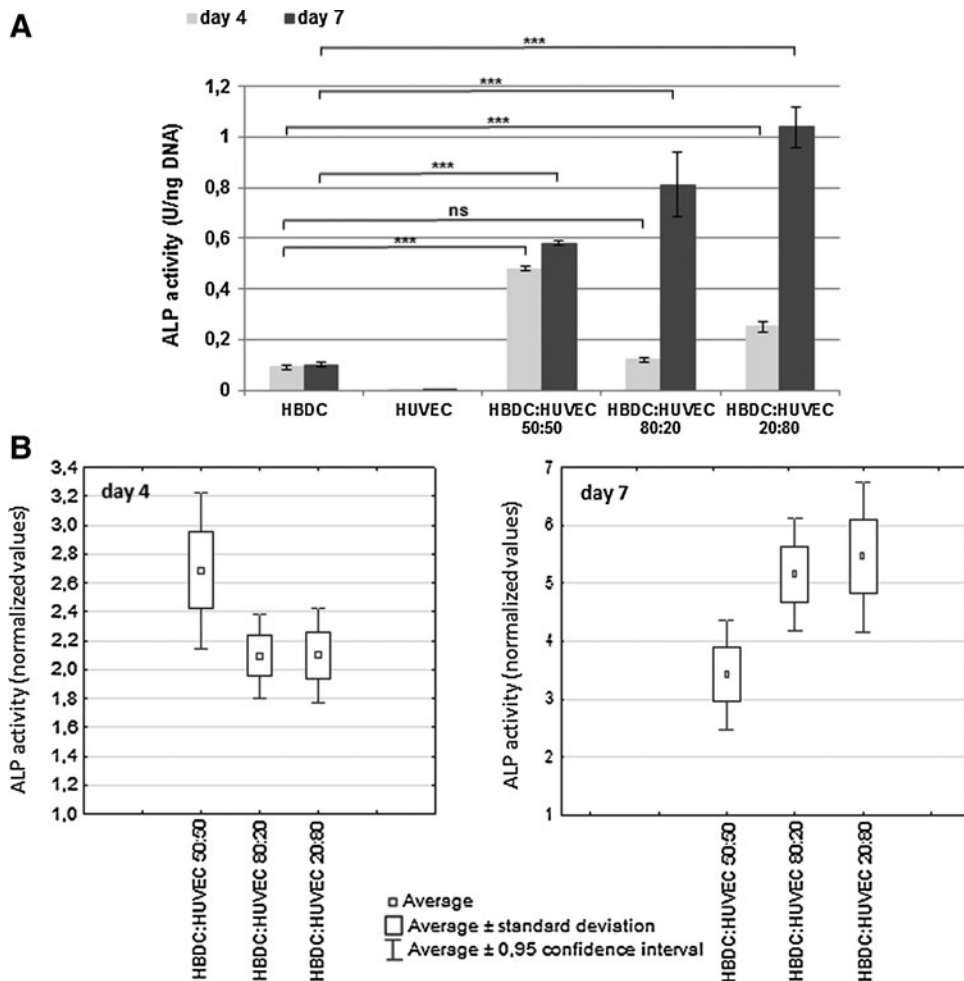 A
day 4 day 7
ALP activity (U/ng DNA)
1,2
1
0,8
0,6
0,4
0,2
0
***
***
***
***
ns
***
HBDC
HUVEC
HBDC:HUVEC
50:50
HBDC:HUVEC
80:20
HBDC:HUVEC
20:80
B
ALP activity (normalized values)
3,4
3,2
3,0
2,8
2,6
2,4
2,2
2,0
1,8
1,6
1,4
1,2
1,0
day 4
HBDC:HUVEC 50:50
HBDC:HUVEC 80:20
HBDC:HUVEC 20:80
ALP activity (normalized values)
7
6
5
4
3
2
1
day 7
HBDC:HUVEC 50:50
HBDC:HUVEC 80:20
HBDC:HUVEC 20:80
Average
Average ± standard deviation
Average ± 0,95 confidence interval